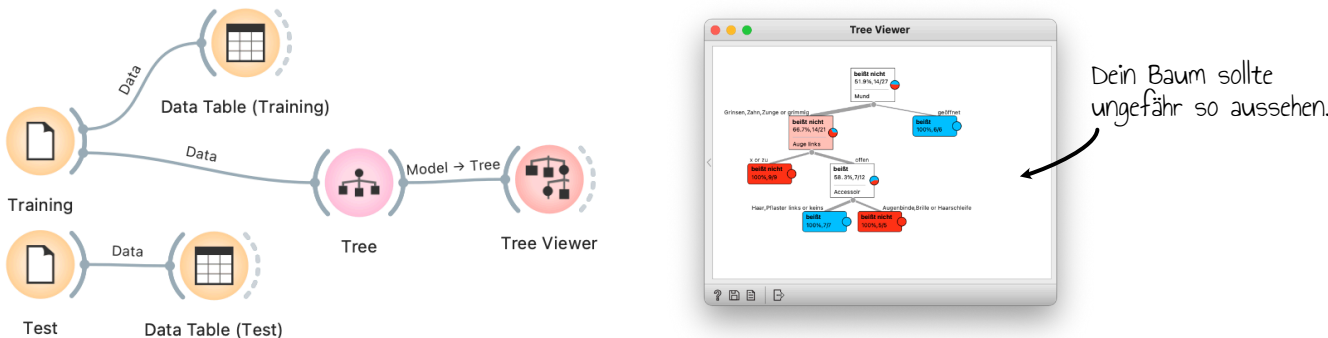 Data
Data Table (Training)
Data
Training
Model → Tree
Tree
Tree Viewer
Data
Test
Data Table (Test)
Tree Viewer
beißt nicht
51.9%, 14/27
Mund
Grinsen, Zahn, Zunge or grimmig
geöffnet
beißt nicht
66.7%, 14/21
Auge links
beißt
100%, 6/6
x or zu
offen
beißt nicht
100%, 9/9
beißt
58.3%, 7/12
Accessoir
Haar, Pflaster links or keins
Augenbinde, Brille or Haarschleife
beißt
100%, 7/7
beißt nicht
100%, 5/5
?
Dein Baum sollte
ungefähr so aussehen.